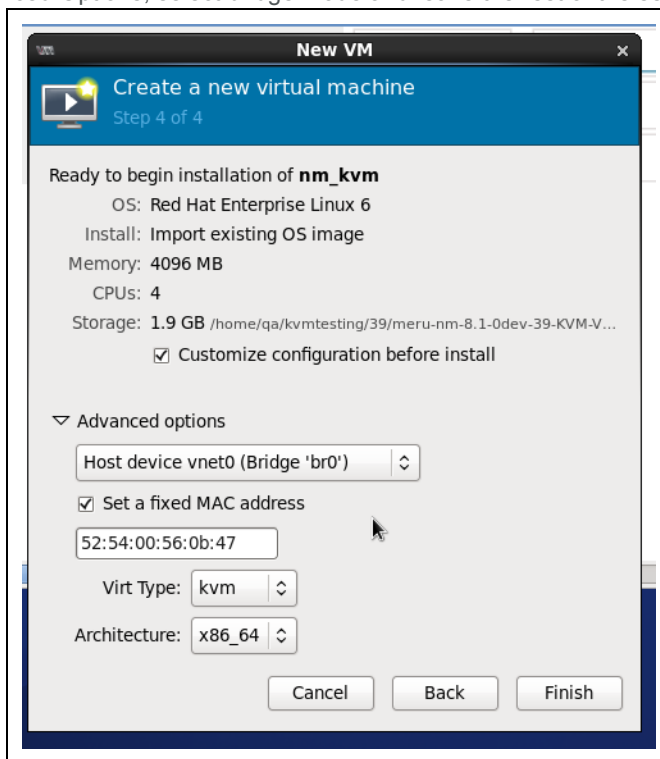 New VM
Create a new virtual machine
Step 4 of 4
Ready to begin installation of nm_kvm
OS: Red Hat Enterprise Linux 6
Install: Import existing OS image
Memory: 4096 MB
CPUs: 4
Storage: 1.9 GB /home/qa/kvmtesting/39/meru-nm-8.1-0dev-39-KVM-V...
Customize configuration before install
Advanced options
Host device vnet0 (Bridge 'br0')
Set a fixed MAC address
52:54:00:56:0b:47
Virt Type: kvm
Architecture: x86_64
Cancel Back Finish